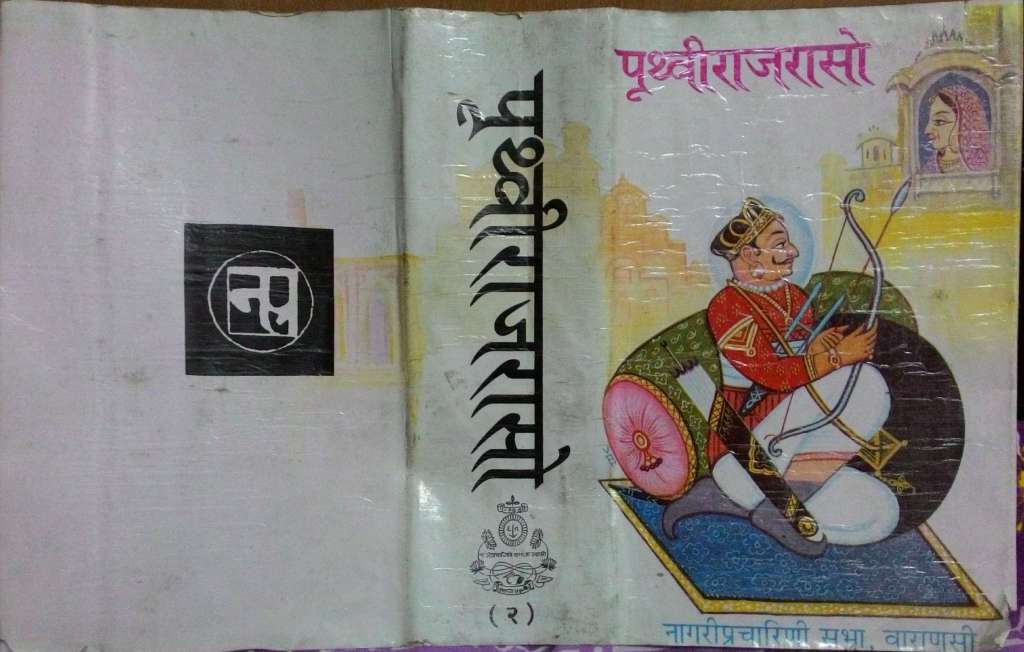 पृथ्वीराजरासो
नागरीप्रचारिणी सभा, वाराणसी
पृथ्वीराजरासो
(२)